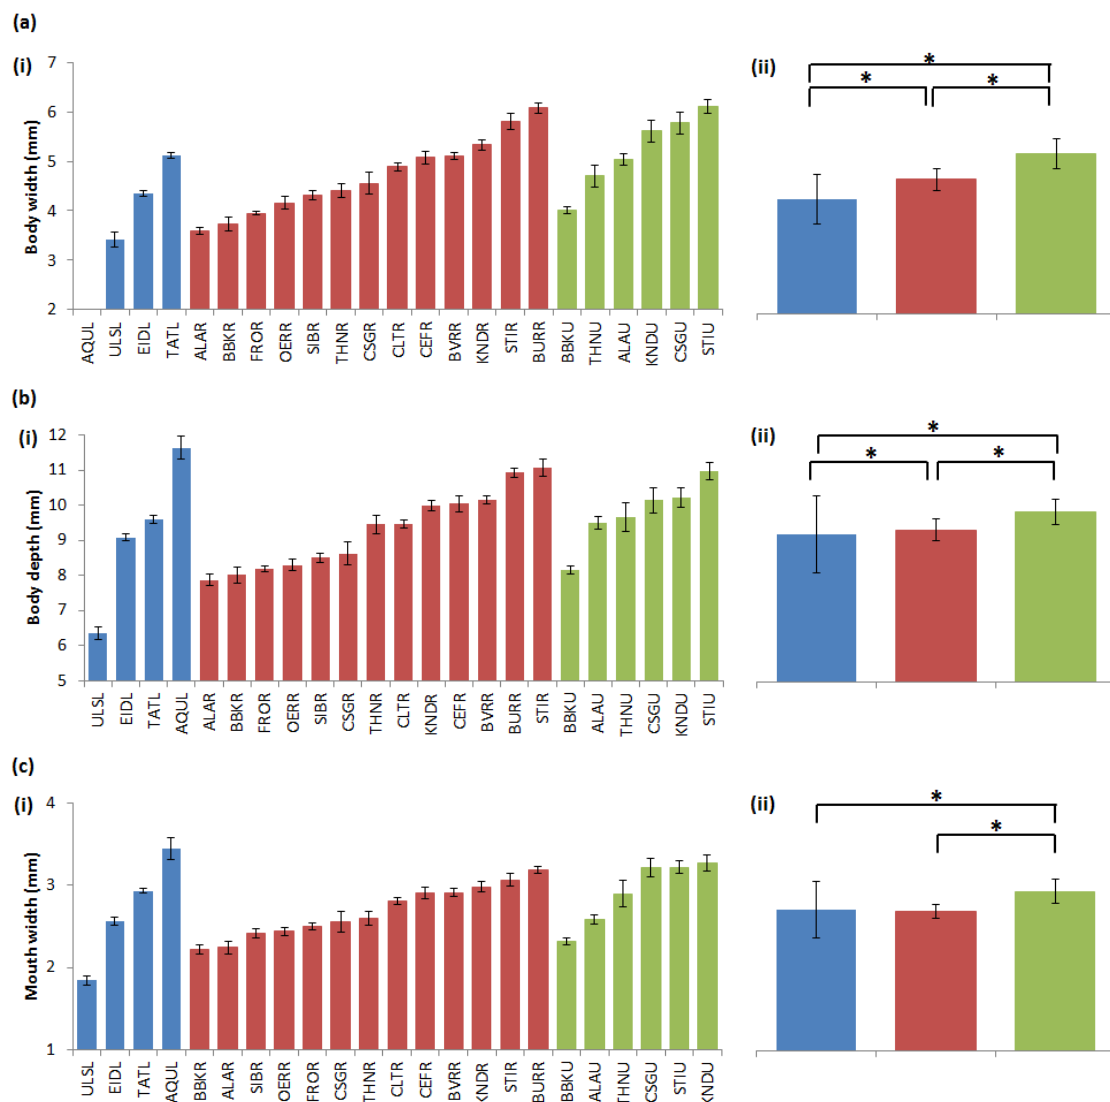 (a)
(i)
(ii)
Body width (mm)
7
6
5
4
3
2
* * *
AQUL ULSL EIDL TATL ALAR BBKR FROR OERR SIBR THNR CSGR CLTR CEFR BVRR KNDR STIR BURR BBKU THNU ALAU KNDU CSGU STIU
(b)
(i)
(ii)
Body depth (mm)
12
11
10
9
8
7
6
5
* * *
ULSL EIDL TATL AQUL ALAR BBKR FROR OERR SIBR CSGR THNR CLTR KNDR CEFR BVRR BURR STIR BBKU ALAU THNU CSGU KNDU STIU
(c)
(i)
(ii)
Mouth width (mm)
4
3
2
1
* *
ULSL EIDL TATL AQUL BBKR ALAR SIBR OERR FROR CSGR THNR CLTR CEFR BVRR KNDR STIR BURR BBKU ALAU THNU CSGU STIU KNDU